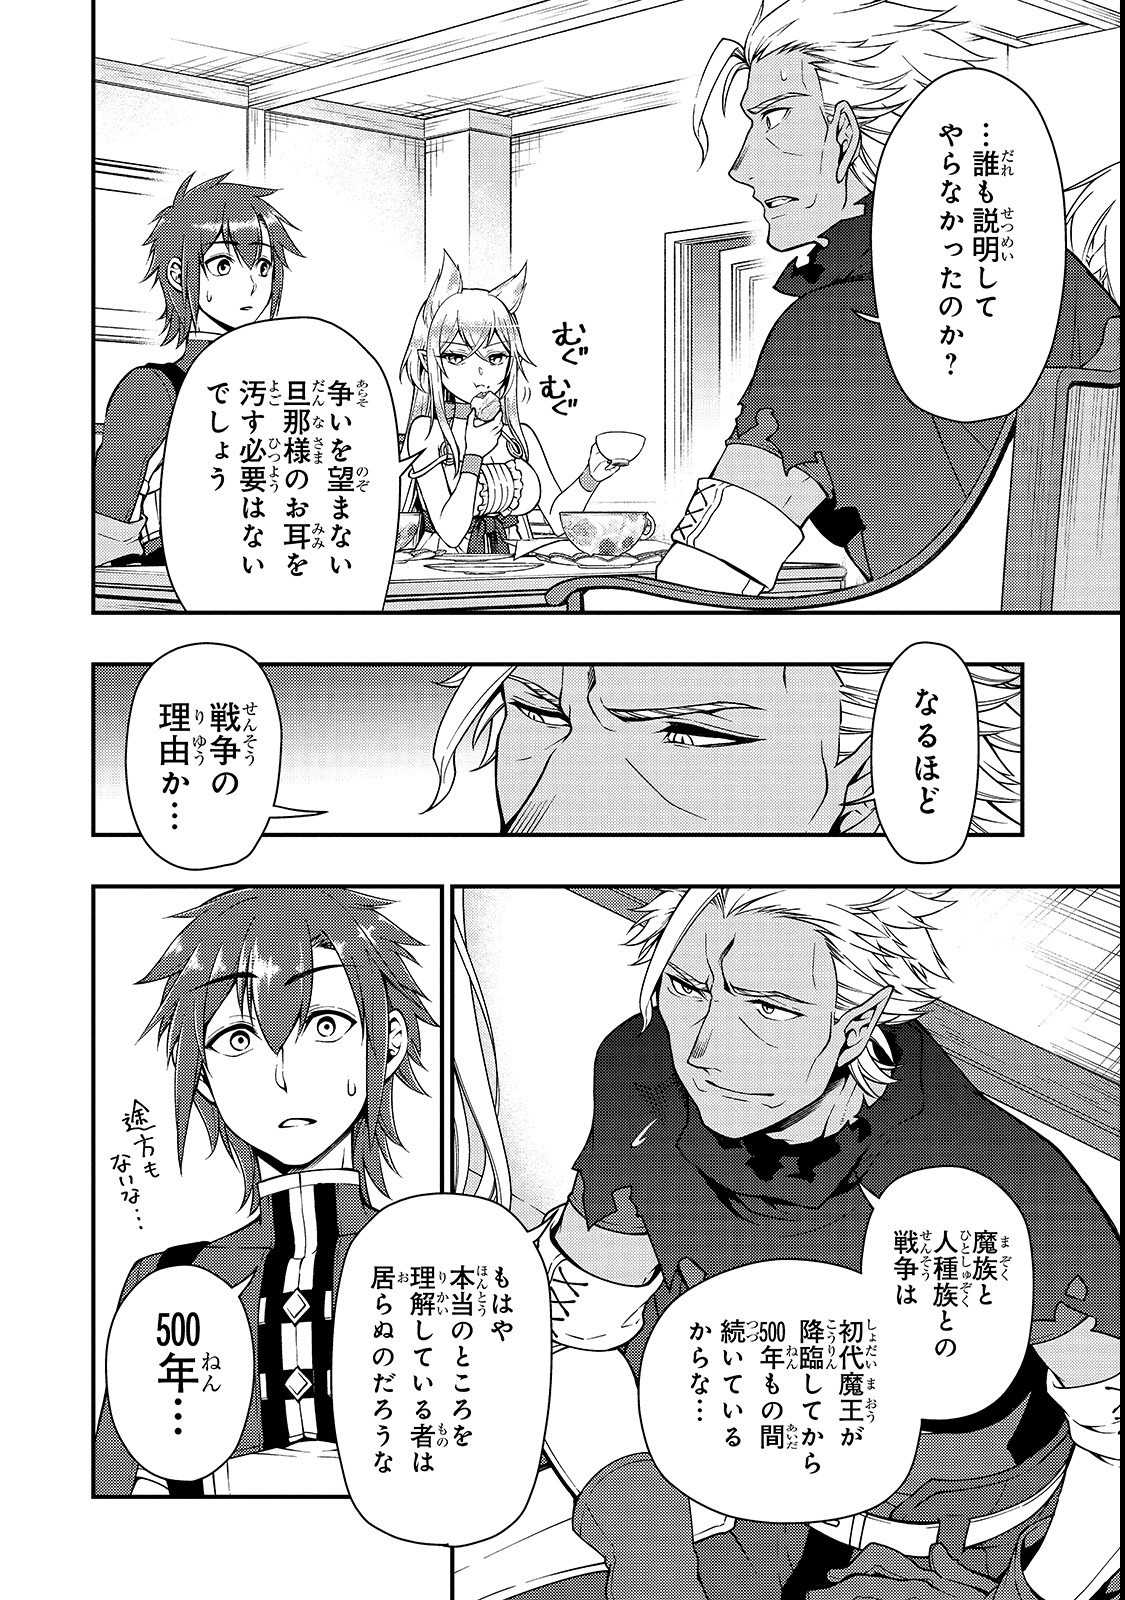 …誰も説明して
やらなかったのか？
むぐ
むぐ
争いを望まない
旦那様のお耳を
汚す必要はない
でしょう
なるほど
戦争の
理由か…
魔族と
人種族との
戦争は
初代魔王が
降臨してから
500年もの間
続いている
からな…
もはや
本当のところを
理解している者は
居らぬのだろうな
途方も
ないな…
500
年…